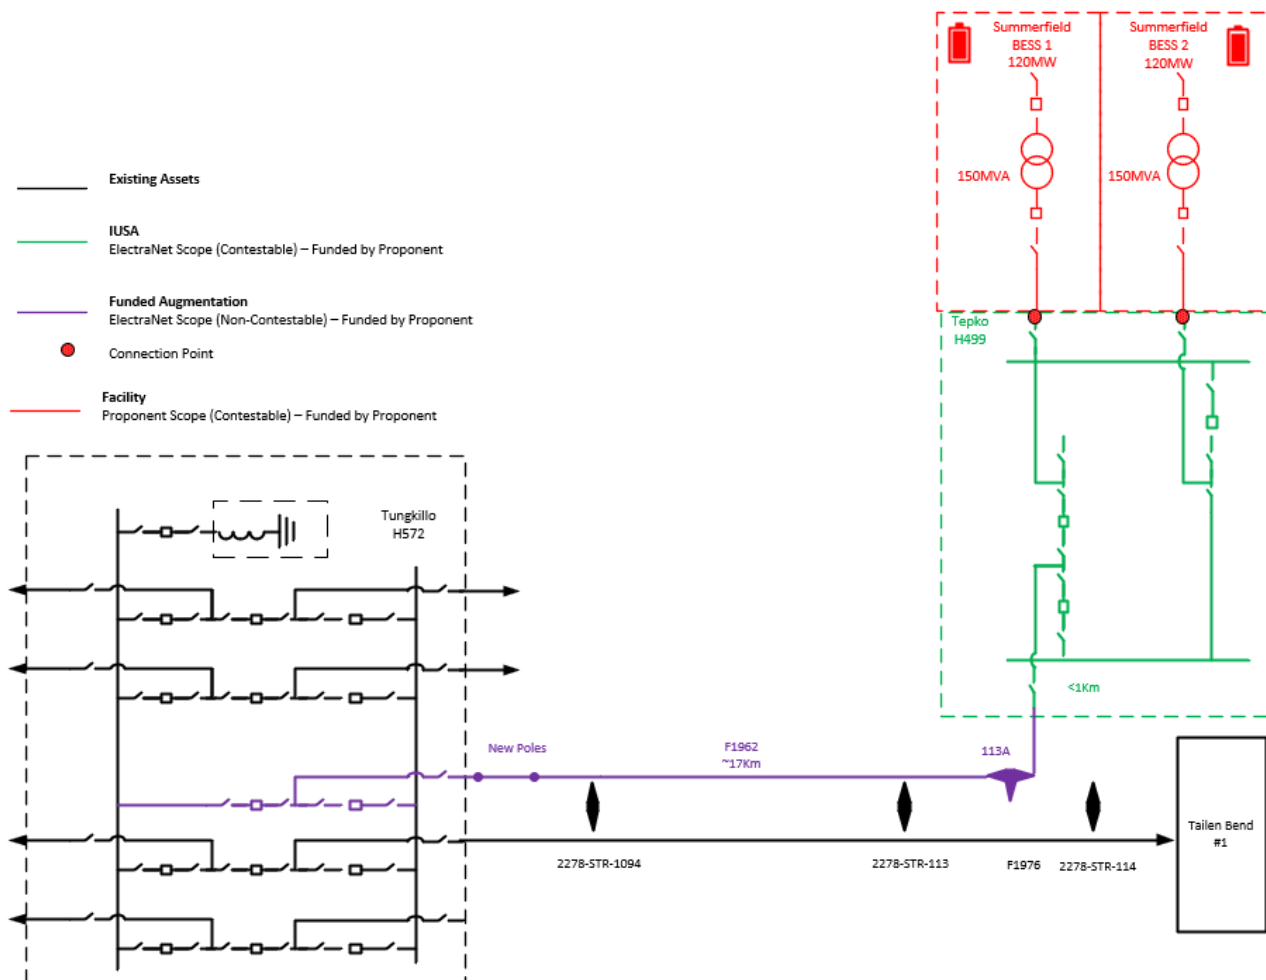 Summerfield
BESS 1
120MW
Summerfield
BESS 2
120MW
150MVA
150MVA
Existing Assets
IUSA
ElectraNet Scope (Contestable) – Funded by Proponent
Funded Augmentation
ElectraNet Scope (Non-Contestable) – Funded by Proponent
Connection Point
Facility
Proponent Scope (Contestable) – Funded by Proponent
Tepko
H499
<1Km
Tungkillo
H572
New Poles
F1962
~17Km
113A
2278-STR-1094
2278-STR-113
F1976
2278-STR-114
Tailen Bend
#1